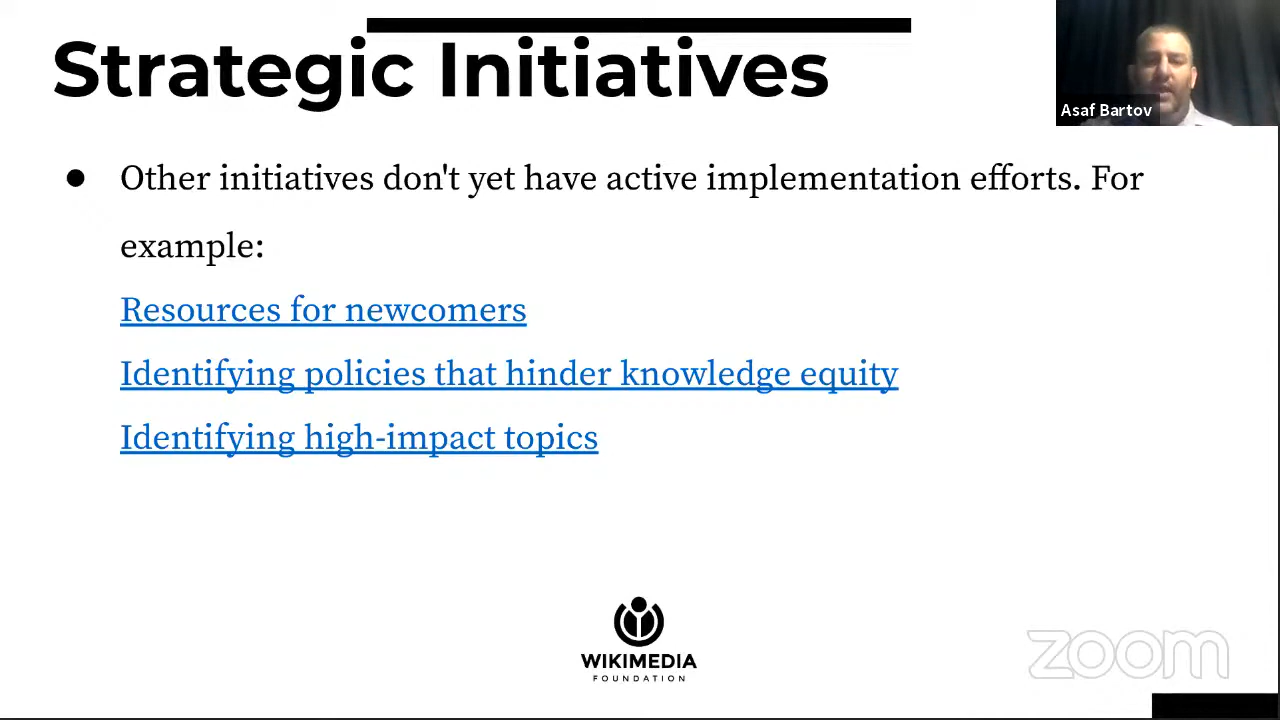 Strategic Initiatives
Asaf Bartov
● Other initiatives don't yet have active implementation efforts. For
example:
Resources for newcomers
Identifying policies that hinder knowledge equity
Identifying high-impact topics
WIKIMEDIA
FOUNDATION
zoom